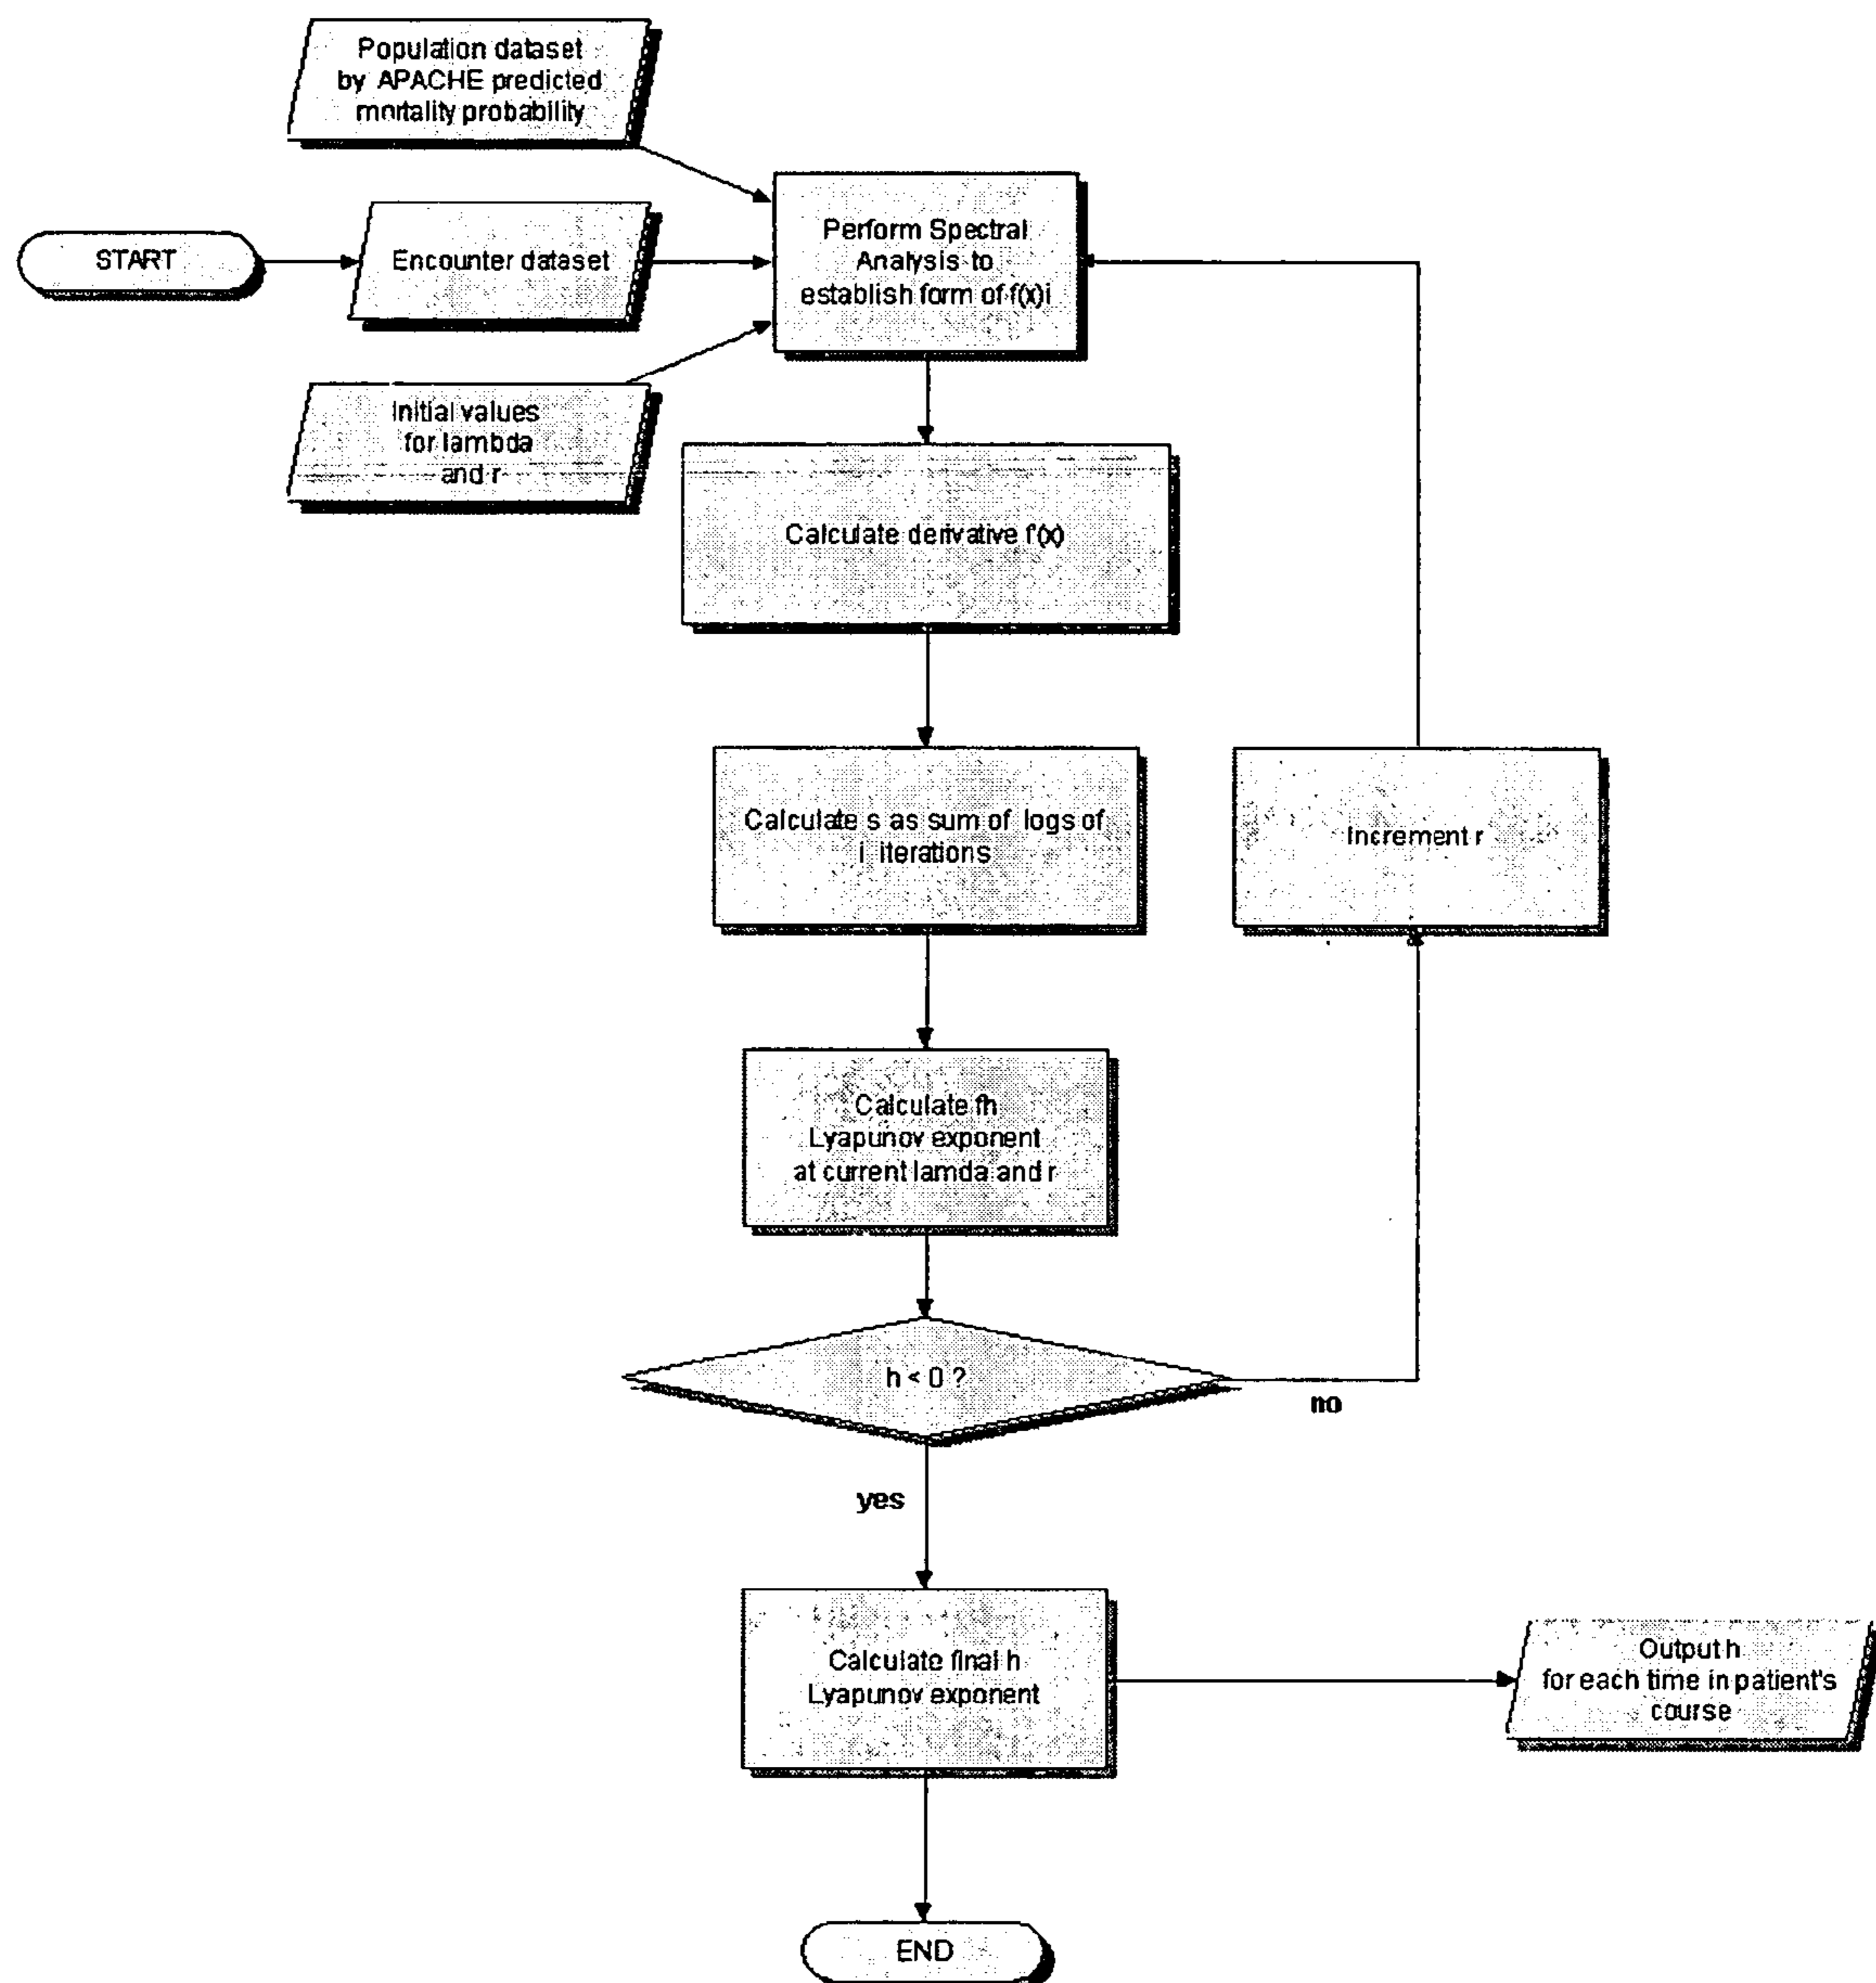 Population dataset
by APACHE predicted
mortality probability
START
Encounter dataset
Perform Spectral
Analysis to
establish form of f(x)i
Initial values
for lambda
and r
Calculate derivative f'(x)
Calculate s as sum of logs of
i iterations
Increment r
Calculate fh
Lyapunov exponent
at current lamda and r
h < 0 ?
no
yes
Calculate final h
Lyapunov exponent
Output h
for each time in patient's
course
END